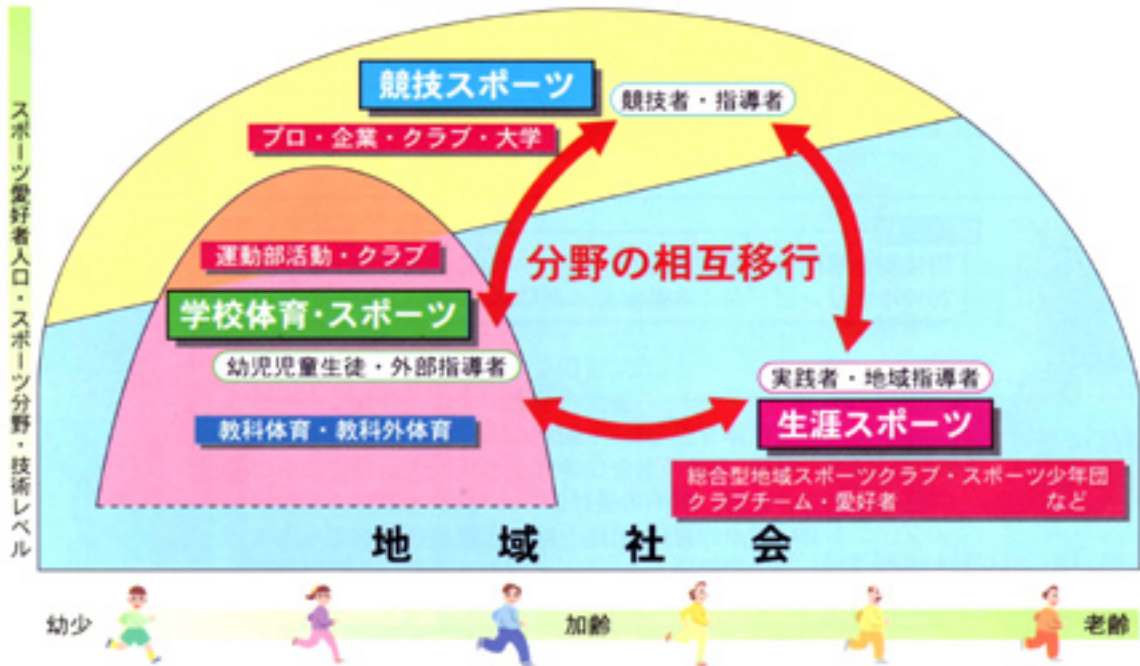 スポーツ愛好者人口・スポーツ分野・技術レベル
競技スポーツ
競技者・指導者
プロ・企業・クラブ・大学
運動部活動・クラブ
分野の相互移行
学校体育・スポーツ
幼児児童生徒・外部指導者
教科体育・教科外体育
実践者・地域指導者
生涯スポーツ
総合型地域スポーツクラブ・スポーツ少年団
クラブチーム・愛好者 など
地域社会
幼少 加齢 老齢